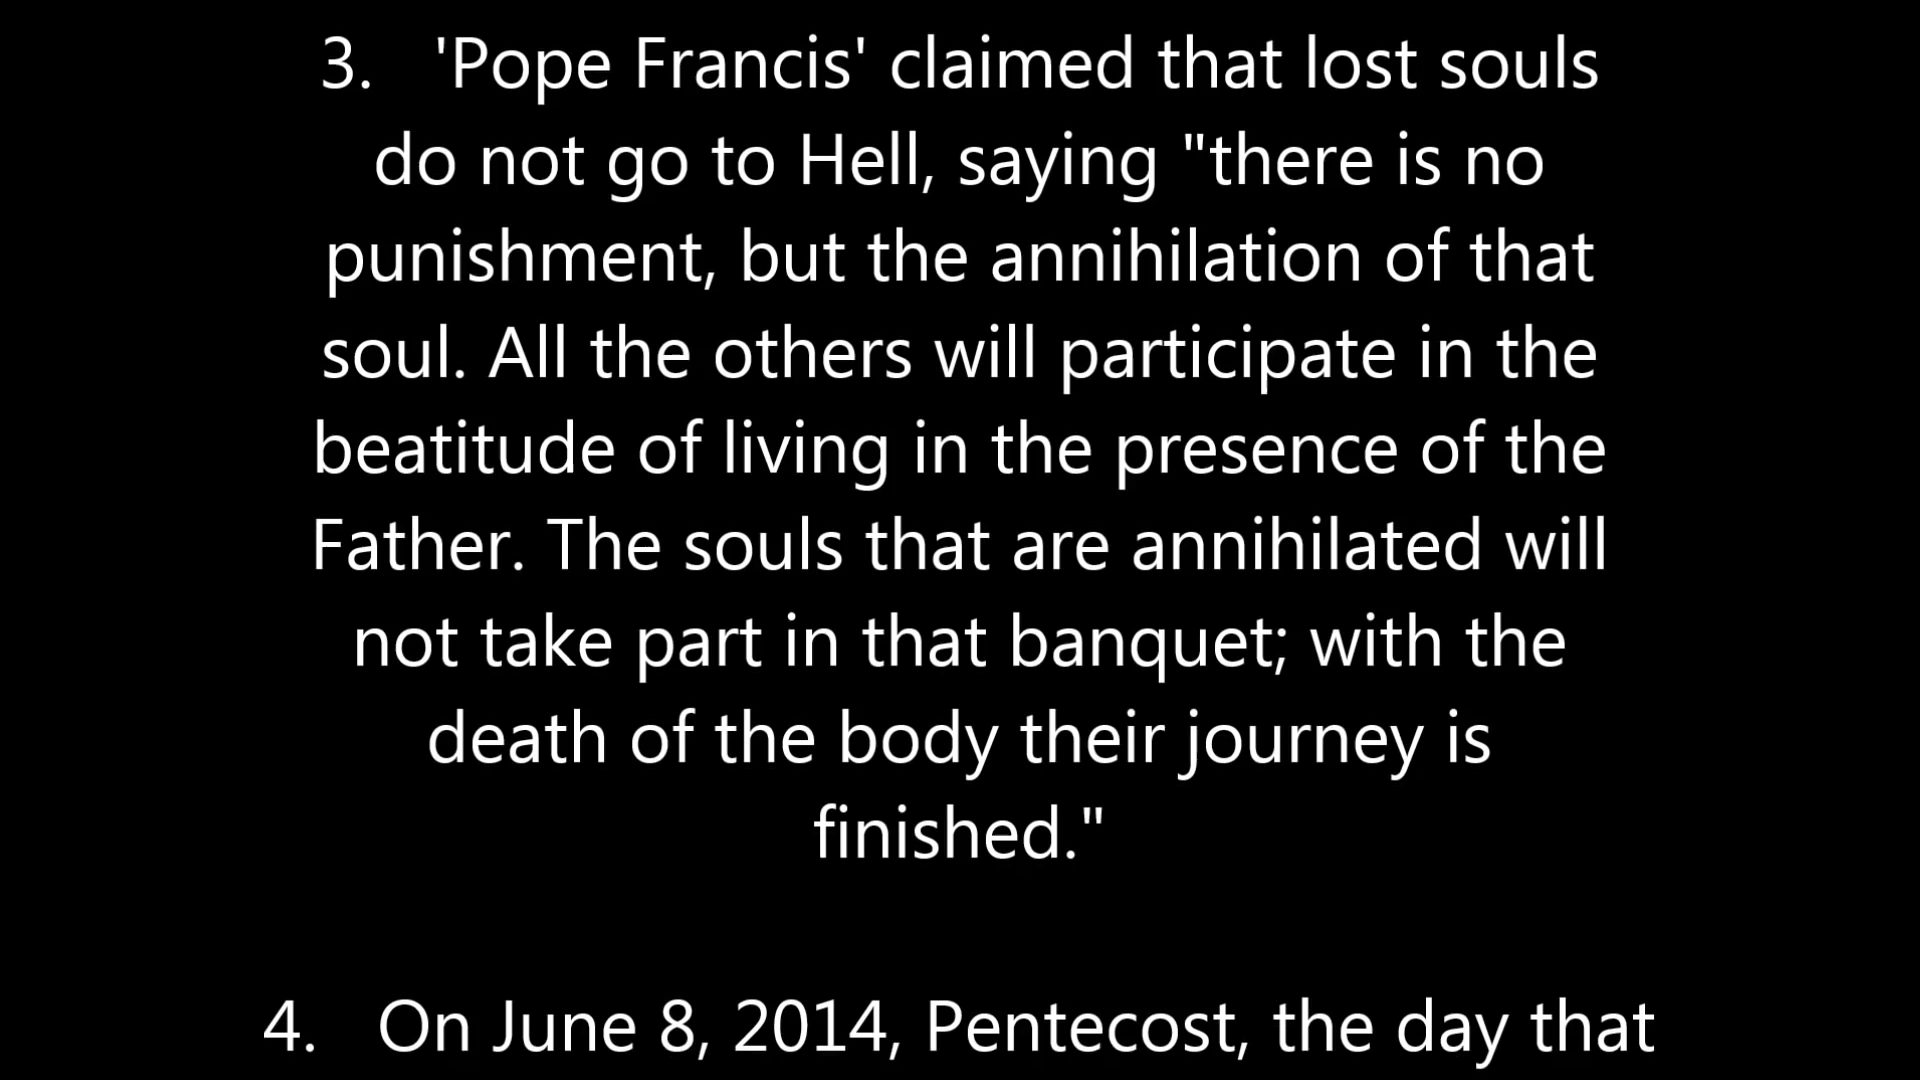 3. 'Pope Francis' claimed that lost souls
do not go to Hell, saying "there is no
punishment, but the annihilation of that
soul. All the others will participate in the
beatitude of living in the presence of the
Father. The souls that are annihilated will
not take part in that banquet; with the
death of the body their journey is
finished."
4. On June 8, 2014, Pentecost, the day that